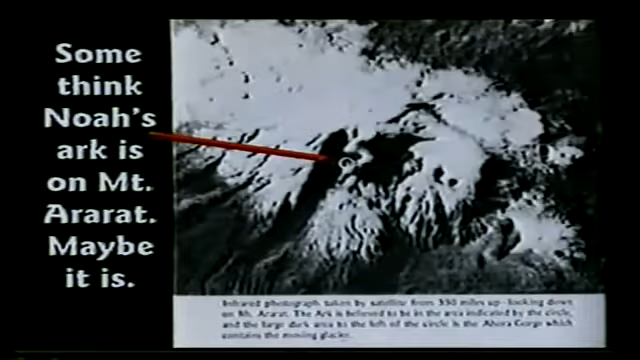 Some
think
Noah's
ark is
on Mt.
Ararat.
Maybe
it is.
Infrared photograph taken by satellite from 330 miles up—looking down
on Mt. Ararat. The Ark is believed to be in the area indicated by the circle,
and the large dark area to the left of the circle is the Ahora Gorge which
contains the moving glacier.